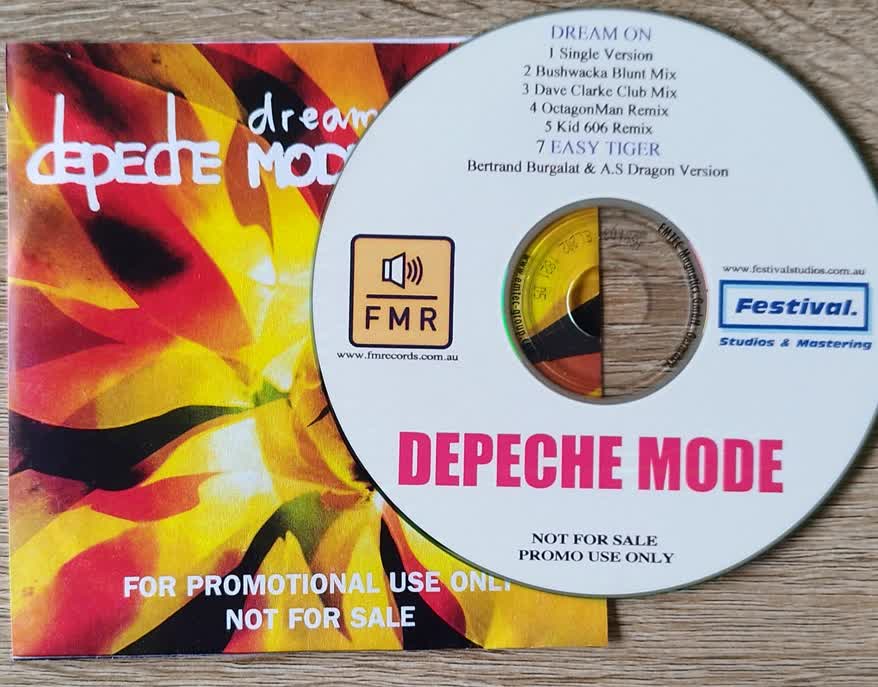 dream
depeche MODE
FOR PROMOTIONAL USE ONLY
NOT FOR SALE
DREAM ON
1 Single Version
2 Bushwacka Blunt Mix
3 Dave Clarke Club Mix
4 OctagonMan Remix
5 Kid 606 Remix
7 EASY TIGER
Bertrand Burgalat & A.S Dragon Version
FMR
www.fmrecords.com.au
www.festivalstudios.com.au
Festival.
Studios & Mastering
DEPECHE MODE
NOT FOR SALE
PROMO USE ONLY